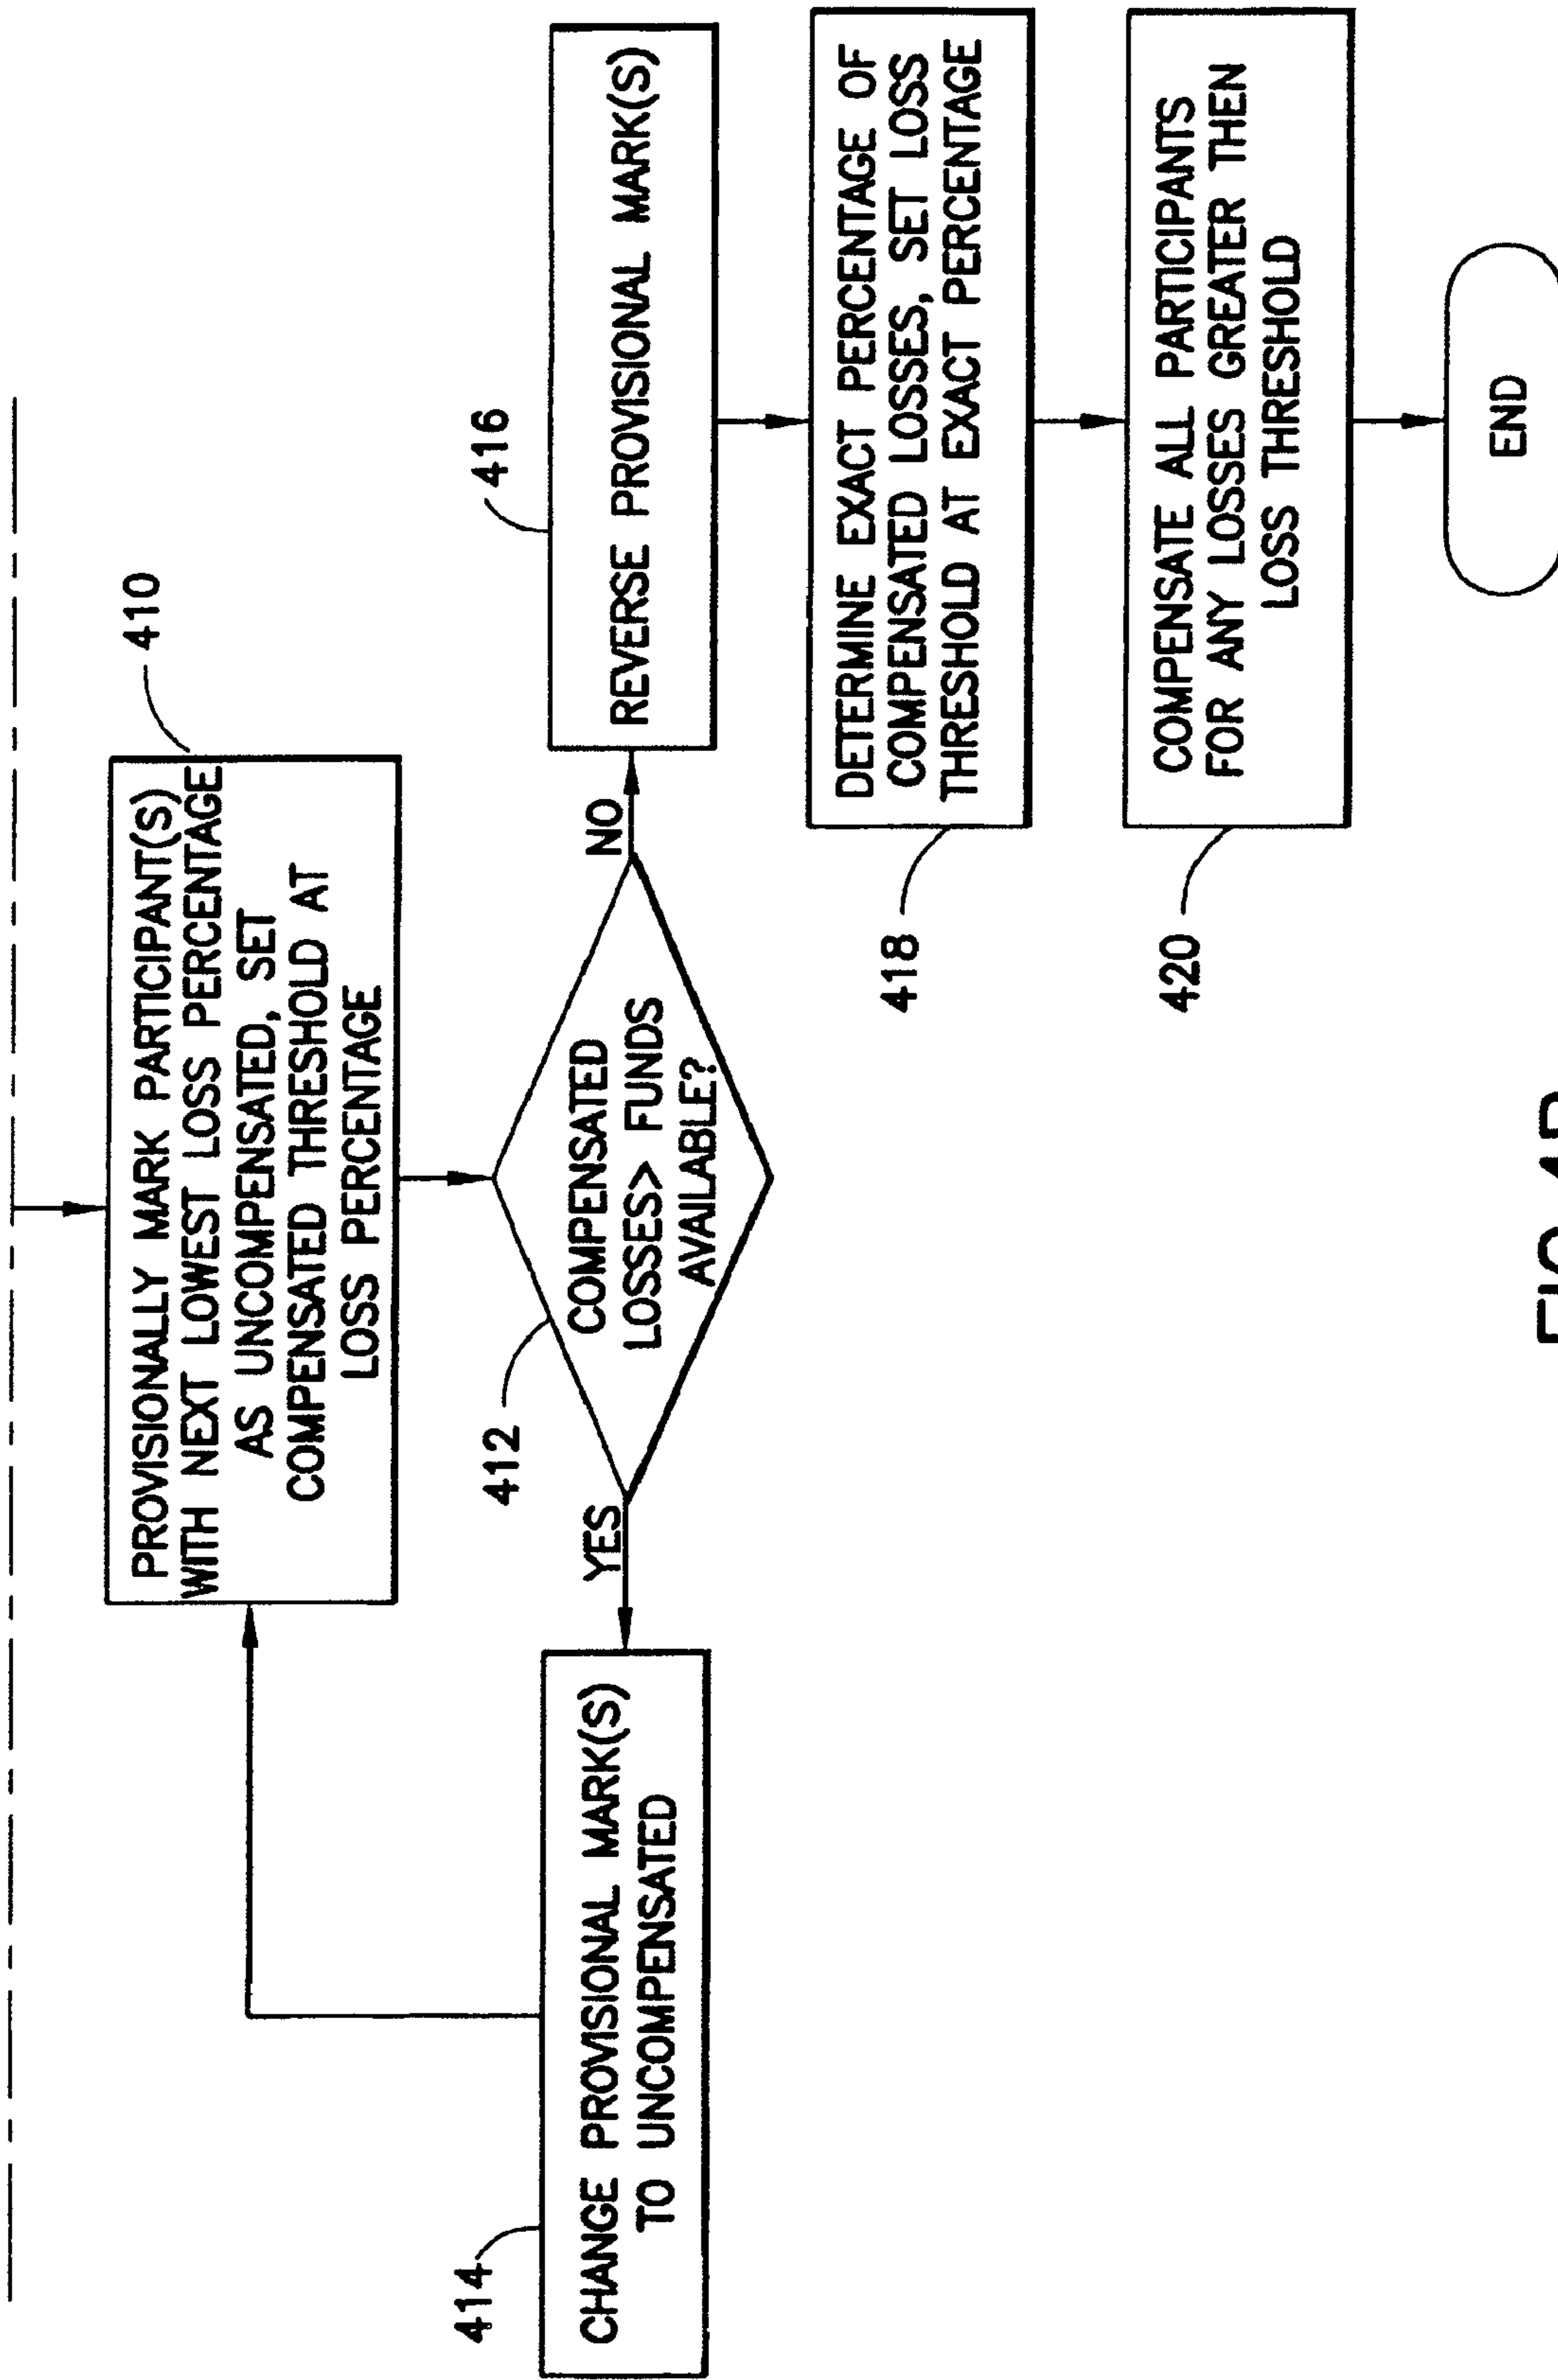 410
PROVISIONALLY MARK PARTICIPANT(S)
WITH NEXT LOWEST LOSS PERCENTAGE
AS UNCOMPENSATED, SET
COMPENSATED THRESHOLD AT
LOSS PERCENTAGE
412
COMPENSATED
LOSSES> FUNDS
AVAILABLE?
YES
NO
414
CHANGE PROVISIONAL MARK(S)
TO UNCOMPENSATED
416
REVERSE PROVISIONAL MARK(S)
418
DETERMINE EXACT PERCENTAGE OF
COMPENSATED LOSSES, SET LOSS
THRESHOLD AT EXACT PERCENTAGE
420
COMPENSATE ALL PARTICIPANTS
FOR ANY LOSSES GREATER THEN
LOSS THRESHOLD
END